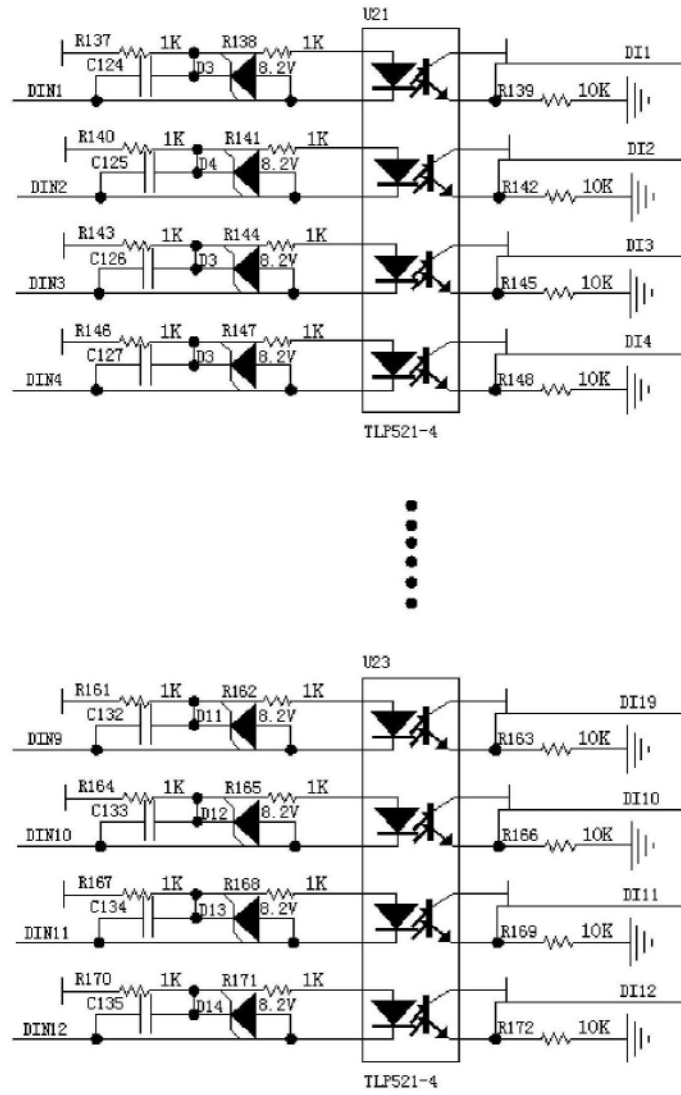 U21
R137 1K R138 1K
C124 D3 8.2V DI1
DIN1 R139 10K
R140 1K R141 1K
C125 D4 8.2V DI2
DIN2 R142 10K
R143 1K R144 1K
C126 D3 8.2V DI3
DIN3 R145 10K
R146 1K R147 1K
C127 D3 8.2V DI4
DIN4 R148 10K
TLP521-4
U23
R161 1K R162 1K
C132 D11 8.2V DI19
DIN9 R163 10K
R164 1K R165 1K
C133 D12 8.2V DI10
DIN10 R166 10K
R167 1K R168 1K
C134 D13 8.2V DI11
DIN11 R169 10K
R170 1K R171 1K
C135 D14 8.2V DI12
DIN12 R172 10K
TLP521-4